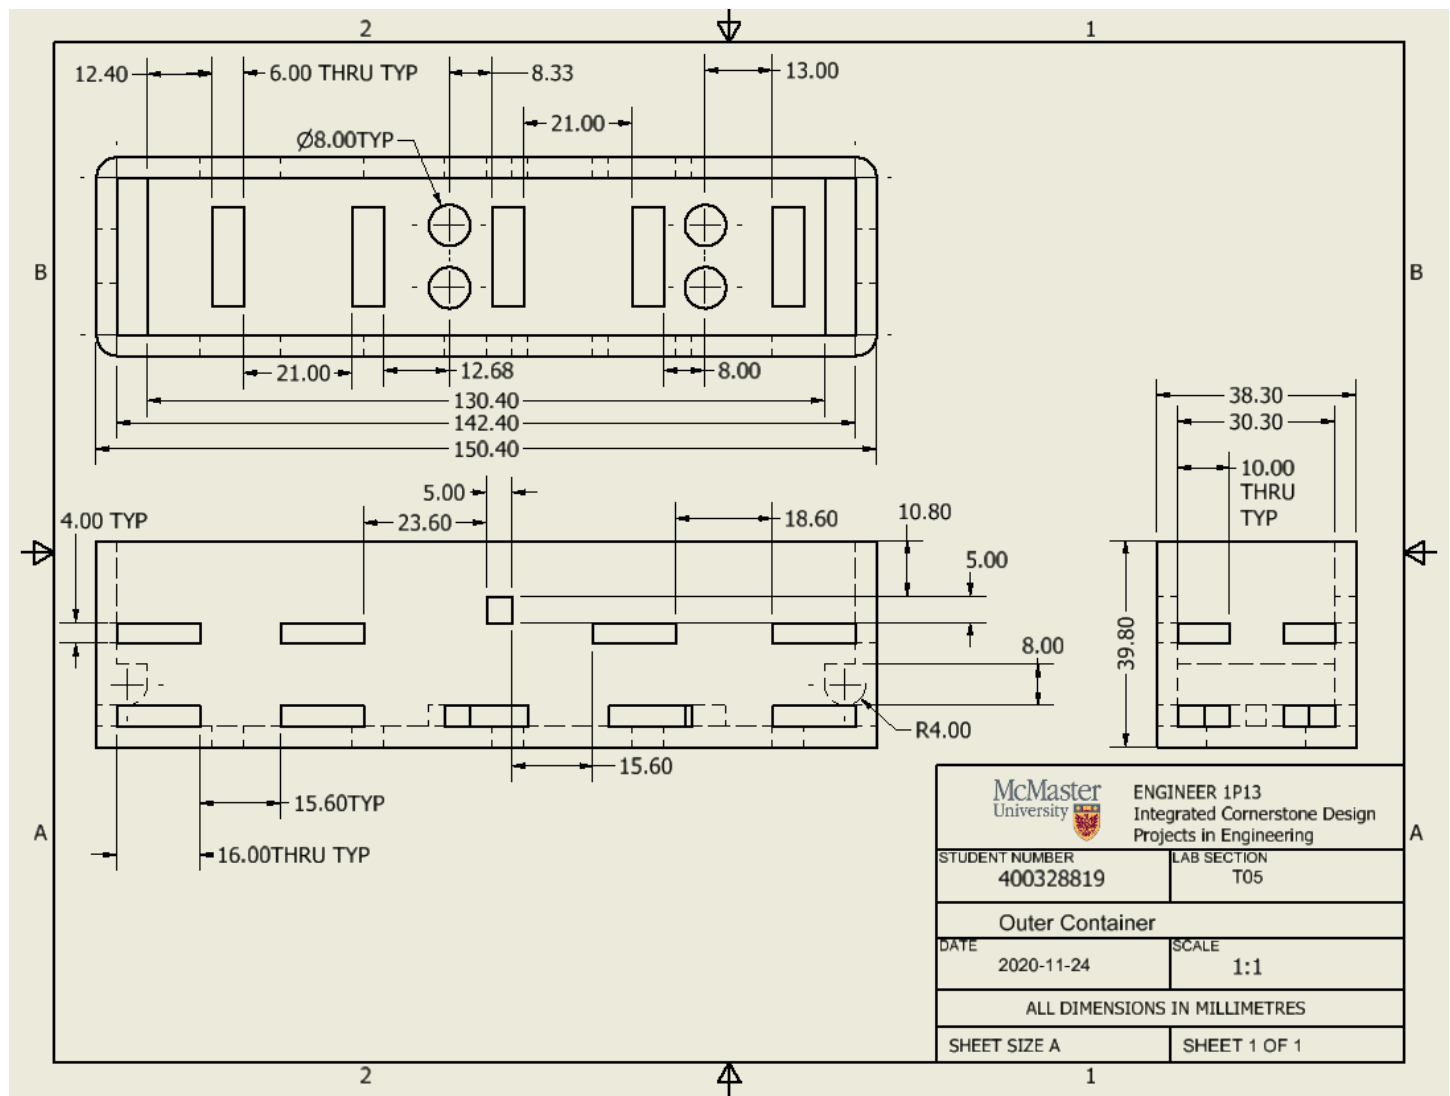 2
1
12.40
6.00 THRU TYP
8.33
13.00
21.00
Ø8.00TYP
B
B
21.00
12.68
8.00
130.40
142.40
150.40
38.30
30.30
10.00
THRU
TYP
5.00
4.00 TYP
23.60
18.60
10.80
5.00
39.80
8.00
R4.00
15.60
15.60TYP
16.00THRU TYP
A
A
McMaster
University
ENGINEER 1P13
Integrated Cornerstone Design
Projects in Engineering
STUDENT NUMBER
400328819
LAB SECTION
T05
Outer Container
DATE
2020-11-24
SCALE
1:1
ALL DIMENSIONS IN MILLIMETRES
SHEET SIZE A
SHEET 1 OF 1
2
1